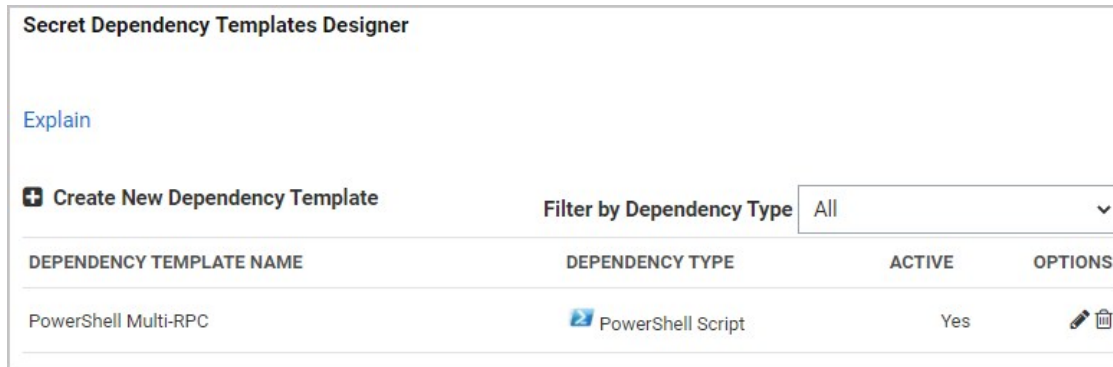 Secret Dependency Templates Designer
Explain
Create New Dependency Template
Filter by Dependency Type All
DEPENDENCY TEMPLATE NAME DEPENDENCY TYPE ACTIVE OPTIONS
PowerShell Multi-RPC PowerShell Script Yes